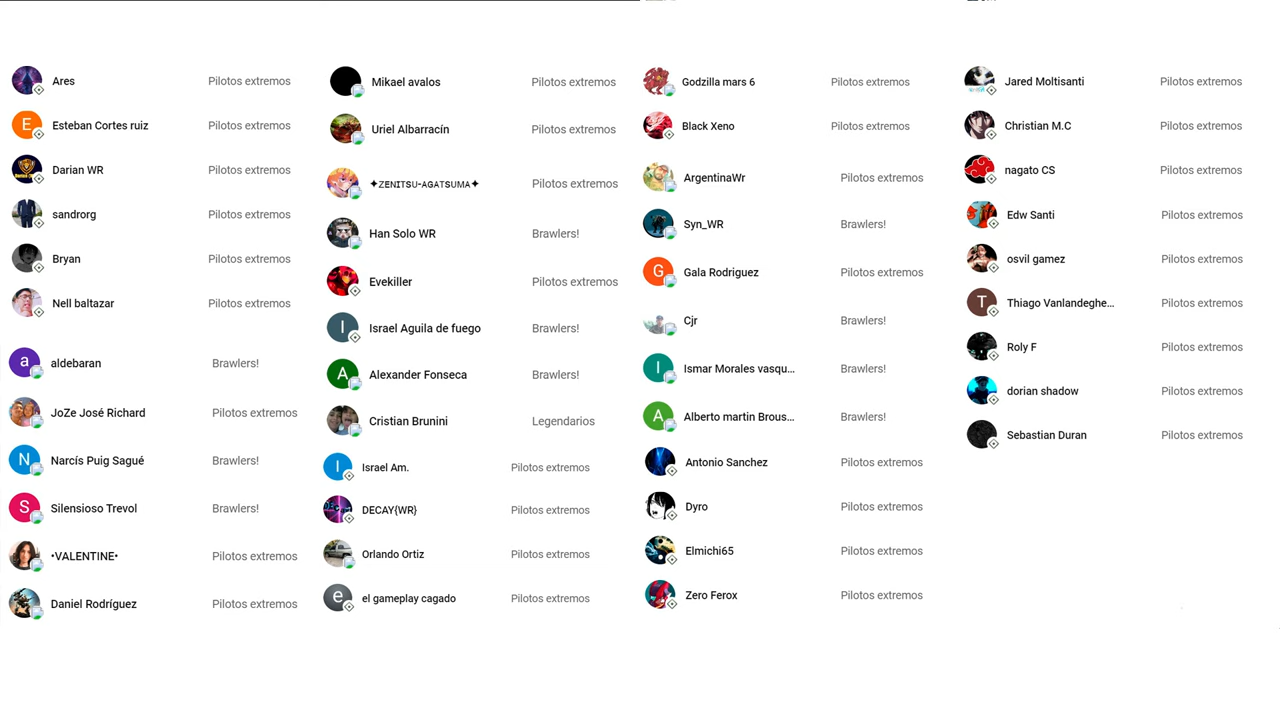 Ares Pilotos extremos
E Esteban Cortes ruiz Pilotos extremos
Darian WR Pilotos extremos
sandrorg Pilotos extremos
Bryan Pilotos extremos
Nell baltazar Pilotos extremos
a aldebaran Brawlers!
JoZe José Richard Pilotos extremos
N Narcís Puig Sagué Brawlers!
S Silensioso Trevol Brawlers!
•VALENTINE• Pilotos extremos
Daniel Rodríguez Pilotos extremos
Mikael avalos Pilotos extremos
Uriel Albarracín Pilotos extremos
✦ᴢᴇɴɪᴛsᴜ-ᴀɢᴀᴛsᴜᴍᴀ✦ Pilotos extremos
Han Solo WR Brawlers!
Evekiller Pilotos extremos
I Israel Aguila de fuego Brawlers!
A Alexander Fonseca Brawlers!
Cristian Brunini Legendarios
I Israel Am. Pilotos extremos
DECAY{WR} Pilotos extremos
Orlando Ortiz Pilotos extremos
e el gameplay cagado Pilotos extremos
Godzilla mars 6 Pilotos extremos
Black Xeno Pilotos extremos
ArgentinaWr Pilotos extremos
Syn_WR Brawlers!
G Gala Rodriguez Pilotos extremos
Cjr Brawlers!
I Ismar Morales vasqu... Brawlers!
A Alberto martin Brous... Brawlers!
Antonio Sanchez Pilotos extremos
Dyro Pilotos extremos
Elmichi65 Pilotos extremos
Zero Ferox Pilotos extremos
Jared Moltisanti Pilotos extremos
Christian M.C Pilotos extremos
nagato CS Pilotos extremos
Edw Santi Pilotos extremos
osvil gamez Pilotos extremos
T Thiago Vanlandeghe... Pilotos extremos
Roly F Pilotos extremos
dorian shadow Pilotos extremos
Sebastian Duran Pilotos extremos